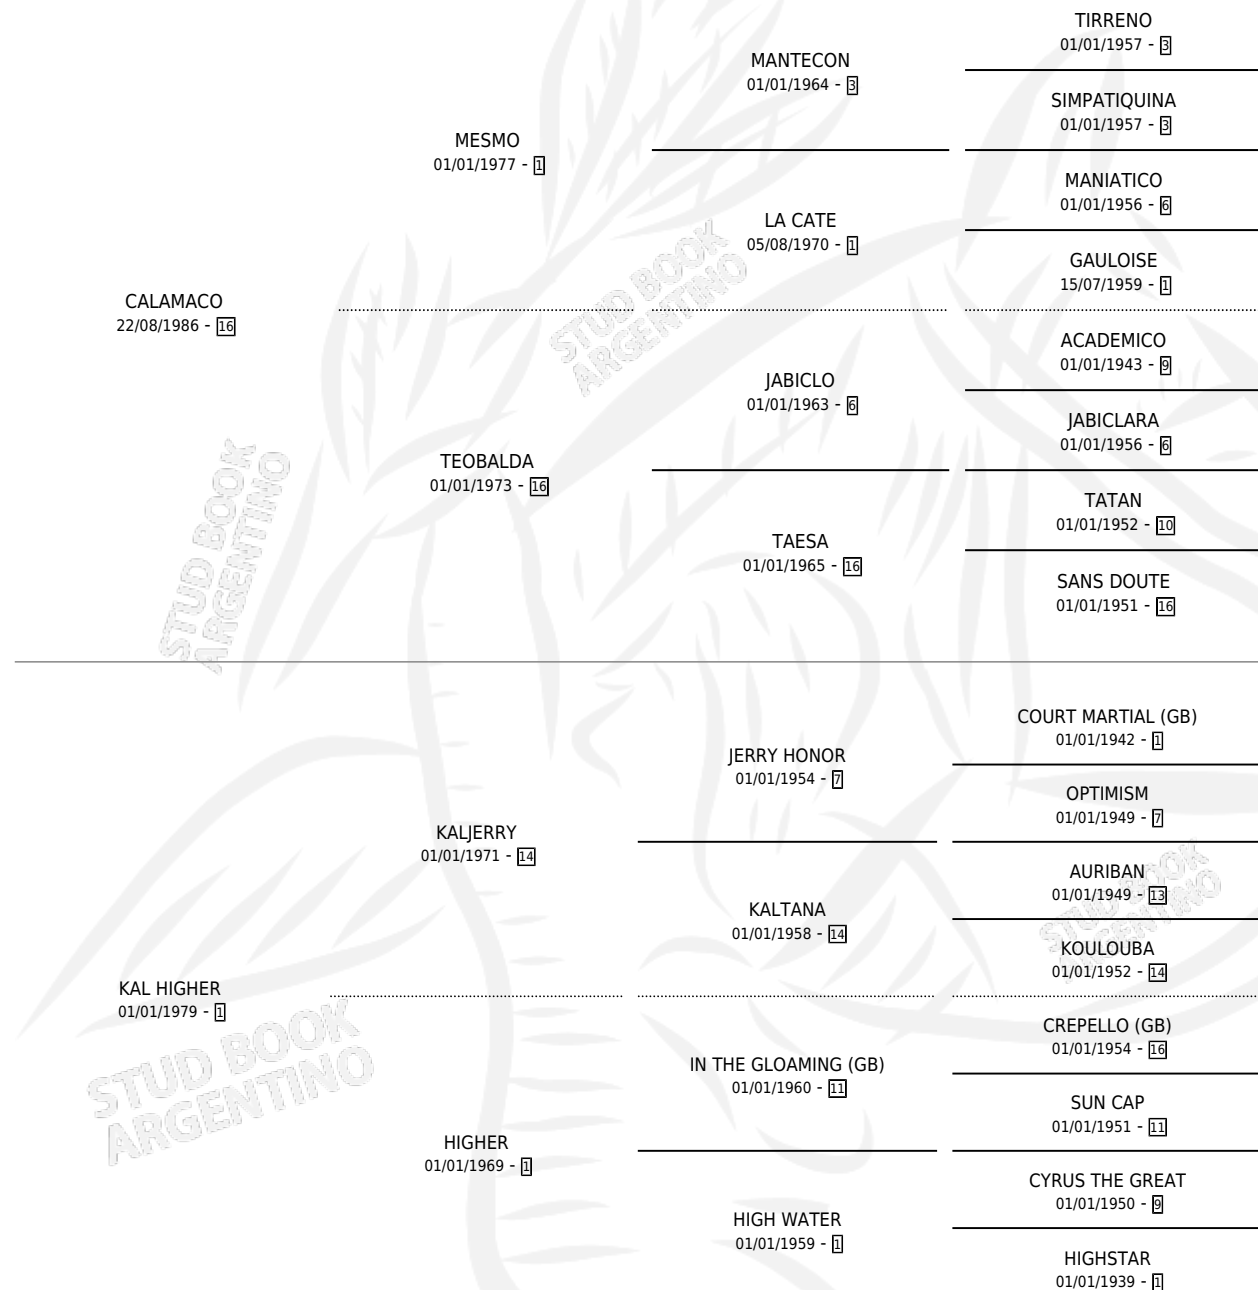 TIRRENO
01/01/1957 - 3
MANTECON
01/01/1964 - 3
SIMPATIQUINA
01/01/1957 - 3
MESMO
01/01/1977 - 1
MANIATICO
01/01/1956 - 6
LA CATE
05/08/1970 - 1
GAULOISE
15/07/1959 - 1
CALAMACO
22/08/1986 - 16
STUD BOOK
ARGENTINO
ACADEMICO
01/01/1943 - 9
JABICLO
01/01/1963 - 6
JABICLARA
01/01/1956 - 6
TEOBALDA
01/01/1973 - 16
STUD BOOK
ARGENTINO
TATAN
01/01/1952 - 10
TAESA
01/01/1965 - 16
SANS DOUTE
01/01/1951 - 16
COURT MARTIAL (GB)
01/01/1942 - 1
JERRY HONOR
01/01/1954 - 7
OPTIMISM
01/01/1949 - 7
KALJERRY
01/01/1971 - 14
AURIBAN
01/01/1949 - 13
STUD BOOK
ARGENTINO
KALTANA
01/01/1958 - 14
KOULOUBA
01/01/1952 - 14
KAL HIGHER
01/01/1979 - 1
STUD BOOK
ARGENTINO
CREPELLO (GB)
01/01/1954 - 16
IN THE GLOAMING (GB)
01/01/1960 - 11
SUN CAP
01/01/1951 - 11
HIGHER
01/01/1969 - 1
CYRUS THE GREAT
01/01/1950 - 9
HIGH WATER
01/01/1959 - 1
HIGHSTAR
01/01/1939 - 1